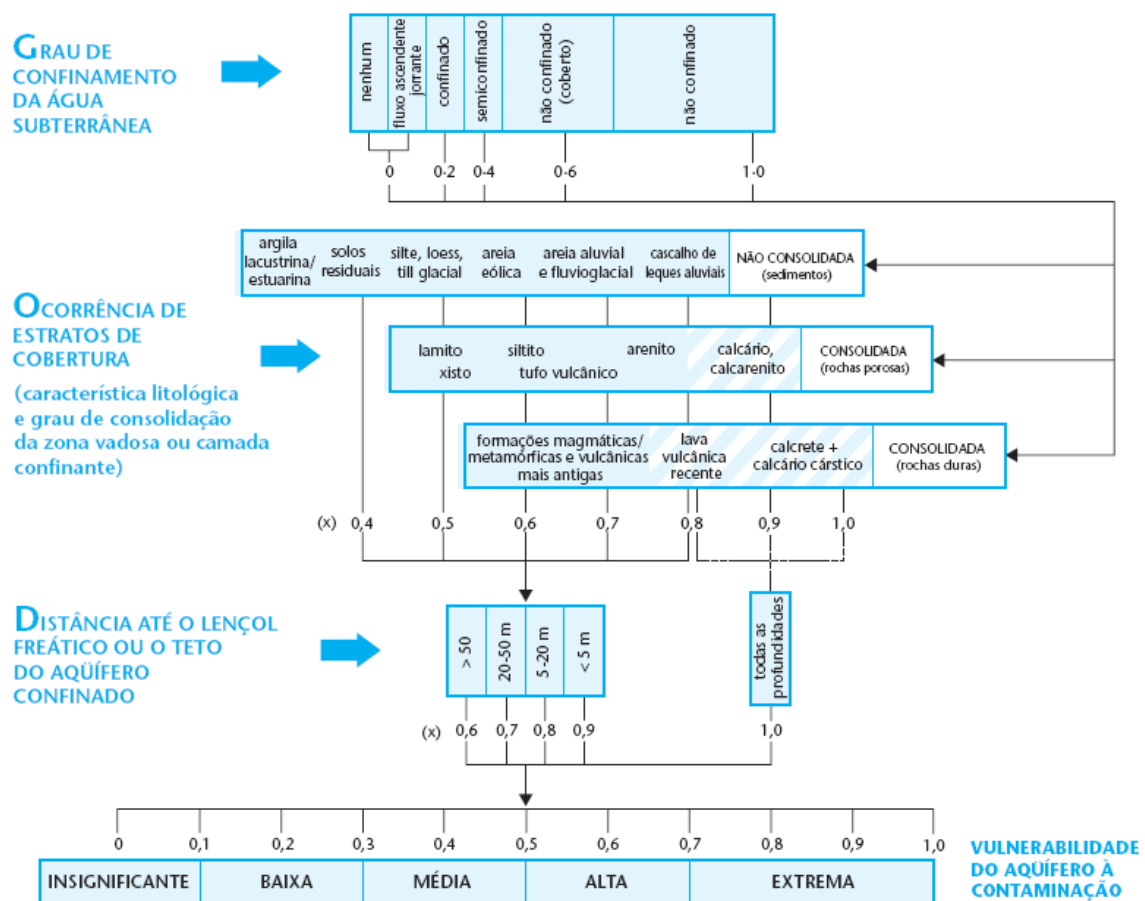 GRAU DE
CONFINAMENTO
DA ÁGUA
SUBTERRÂNEA
nenhum
fluxo ascendente
jorrante
confinado
semiconfinado
não confinado
(coberto)
não confinado
0
0-2
0-4
0-6
1-0
OCORRÊNCIA DE
ESTRATOS DE
COBERTURA
(característica litológica
e grau de consolidação
da zona vadosa ou camada
confinante)
argila
lacustrina/
estuarina
solos
residuais
silte, loess,
till glacial
areia
eólica
areia aluvial
e fluvioglacial
cascalho de
leques aluviais
NÃO CONSOLIDADA
(sedimentos)
lamito
xisto
siltito
tufo vulcânico
arenito
calcário,
calcarenito
CONSOLIDADA
(rochas porosas)
formações magmáticas/
metamórficas e vulcânicas
mais antigas
lava
vulcânica
recente
calcrete +
calcário cárstico
CONSOLIDADA
(rochas duras)
(x) 0,4 0,5 0,6 0,7 0,8 0,9 1,0
DISTÂNCIA ATÉ O LENÇOL
FREÁTICO OU O TETO
DO AQÜÍFERO
CONFINADO
> 50
20-50 m
5-20 m
< 5 m
todas as
profundidades
(x) 0,6 0,7 0,8 0,9 1,0
0 0,1 0,2 0,3 0,4 0,5 0,6 0,7 0,8 0,9 1,0
INSIGNIFICANTE BAIXA MÉDIA ALTA EXTREMA
VULNERABILIDADE
DO AQÜÍFERO À
CONTAMINAÇÃO